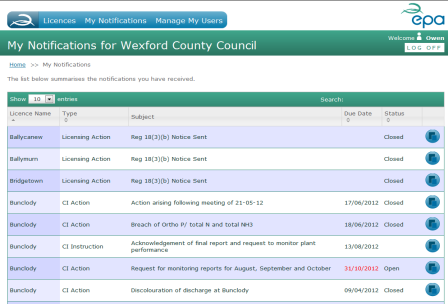 epa
Licences My Notifications Manage My Users
Welcome Owen
My Notifications for Wexford County Council
LOG OFF
Home >> My Notifications
The list below summarises the notifications you have received.
Show 10 entries Search:
Licence Name Type Subject Due Date Status
Ballycanew Licensing Action Reg 18(3)(b) Notice Sent Closed
Ballymurn Licensing Action Reg 18(3)(b) Notice Sent Closed
Bridgetown Licensing Action Reg 18(3)(b) Notice Sent Closed
Bunclody CI Action Action arising following meeting of 21-05-12 17/06/2012 Closed
Bunclody CI Action Breach of Ortho P/ total N and total NH3 18/06/2012 Closed
Bunclody CI Instruction Acknowledgement of final report and request to monitor plant
performance 13/08/2012
Bunclody CI Action Request for monitoring reports for August, September and October 31/10/2012 Open
Bunclody CI Action Discolouration of discharge at Bunclody 09/04/2012 Closed